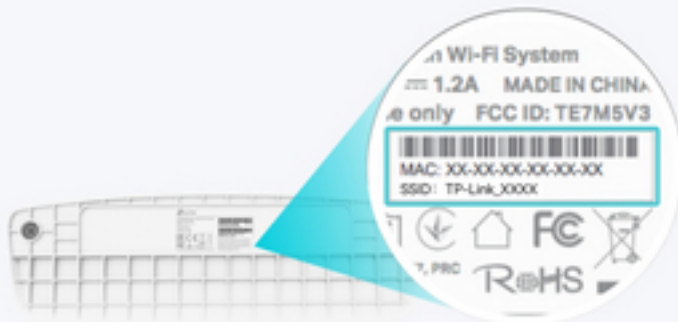 Wi-Fi System
1.2A MADE IN CHINA
only FCC ID: TE7M5V3
MAC: XX-XX-XX-XX-XX-XX
SSID: TP-Link_XXXX
FC
PRC
RoHS